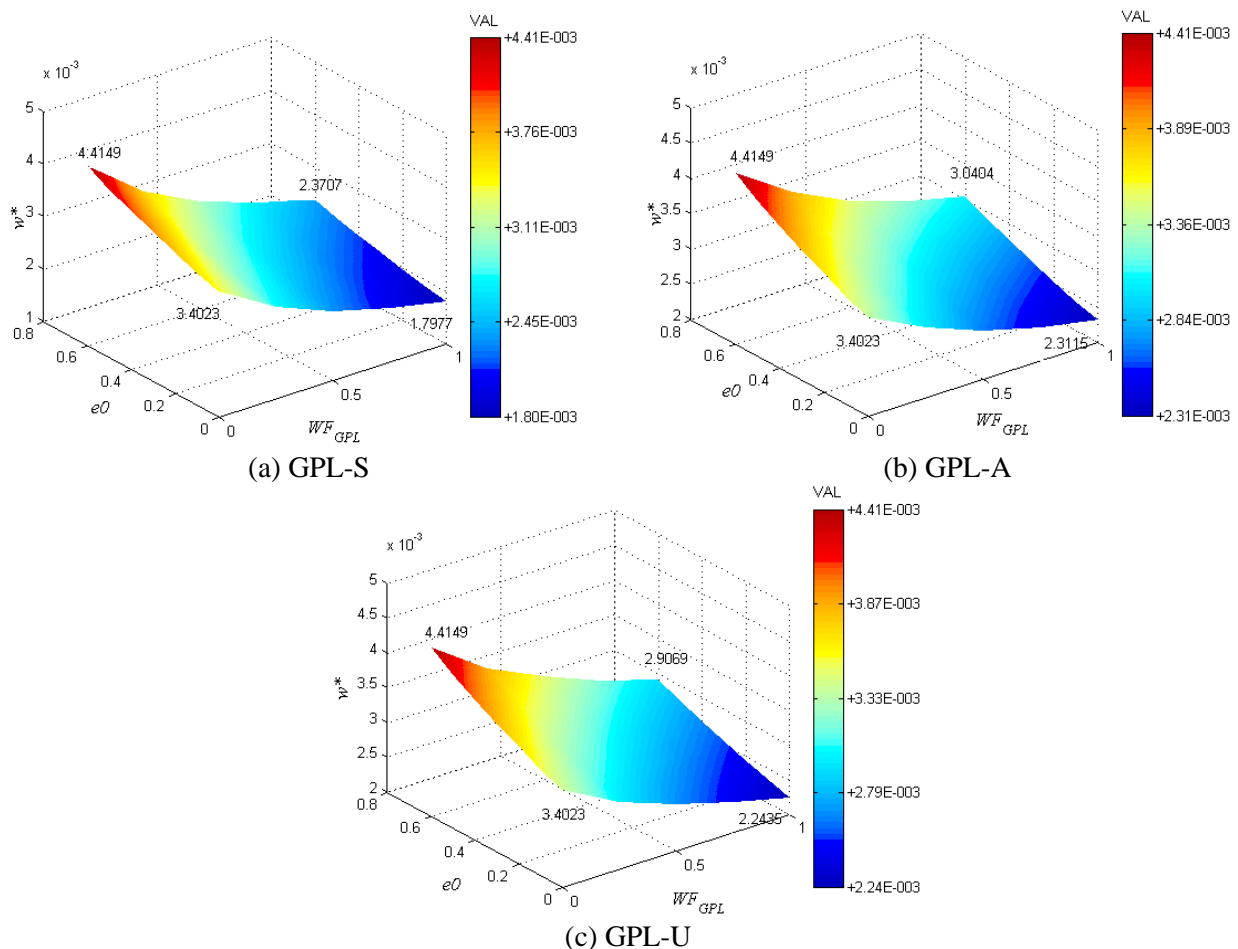 VAL
+4.41E-003
+3.76E-003
+3.11E-003
+2.45E-003
+1.80E-003
x 10^-3
5
4
3
2
1
w*
4.4149
2.3707
3.4023
1.7977
0.8
0.6
0.4
0.2
0
e0
0
0.5
1
WF_GPL
(a) GPL-S
VAL
+4.41E-003
+3.89E-003
+3.36E-003
+2.84E-003
+2.31E-003
x 10^-3
5
4.5
4
3.5
3
2.5
2
w*
4.4149
3.0404
3.4023
2.3115
0.8
0.6
0.4
0.2
0
e0
0
0.5
1
WF_GPL
(b) GPL-A
VAL
+4.41E-003
+3.87E-003
+3.33E-003
+2.79E-003
+2.24E-003
x 10^-3
5
4.5
4
3.5
3
2.5
2
w*
4.4149
2.9069
3.4023
2.2435
0.8
0.6
0.4
0.2
0
e0
0
0.5
1
WF_GPL
(c) GPL-U